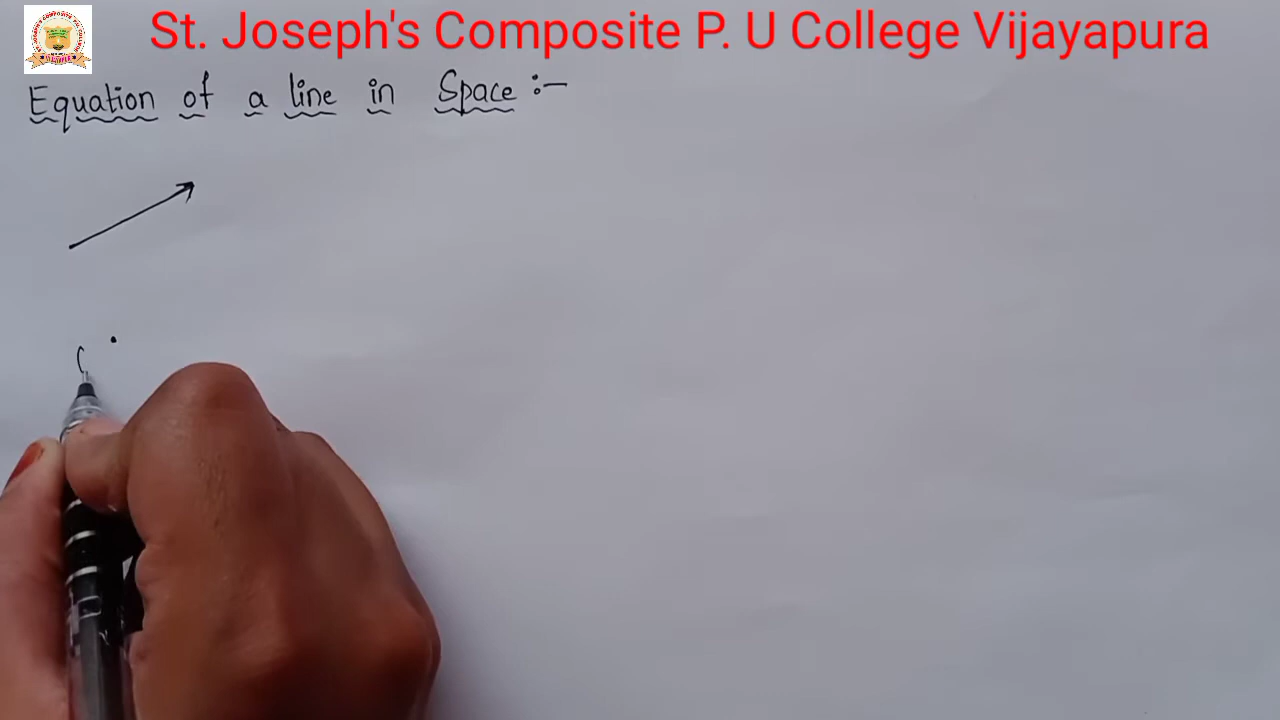 St. Joseph's Composite P. U College Vijayapura
Equation of a line in Space :-